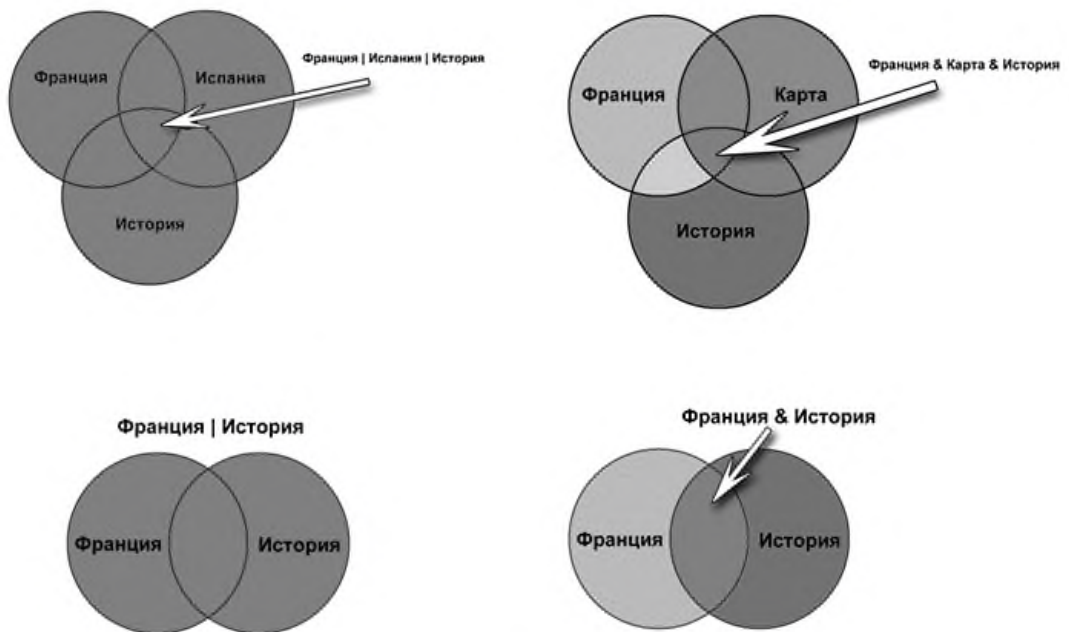 Франция
Испания
Франция | Испания | История
История
Франция
Карта
Франция & Карта & История
История
Франция | История
Франция
История
Франция & История
Франция
История